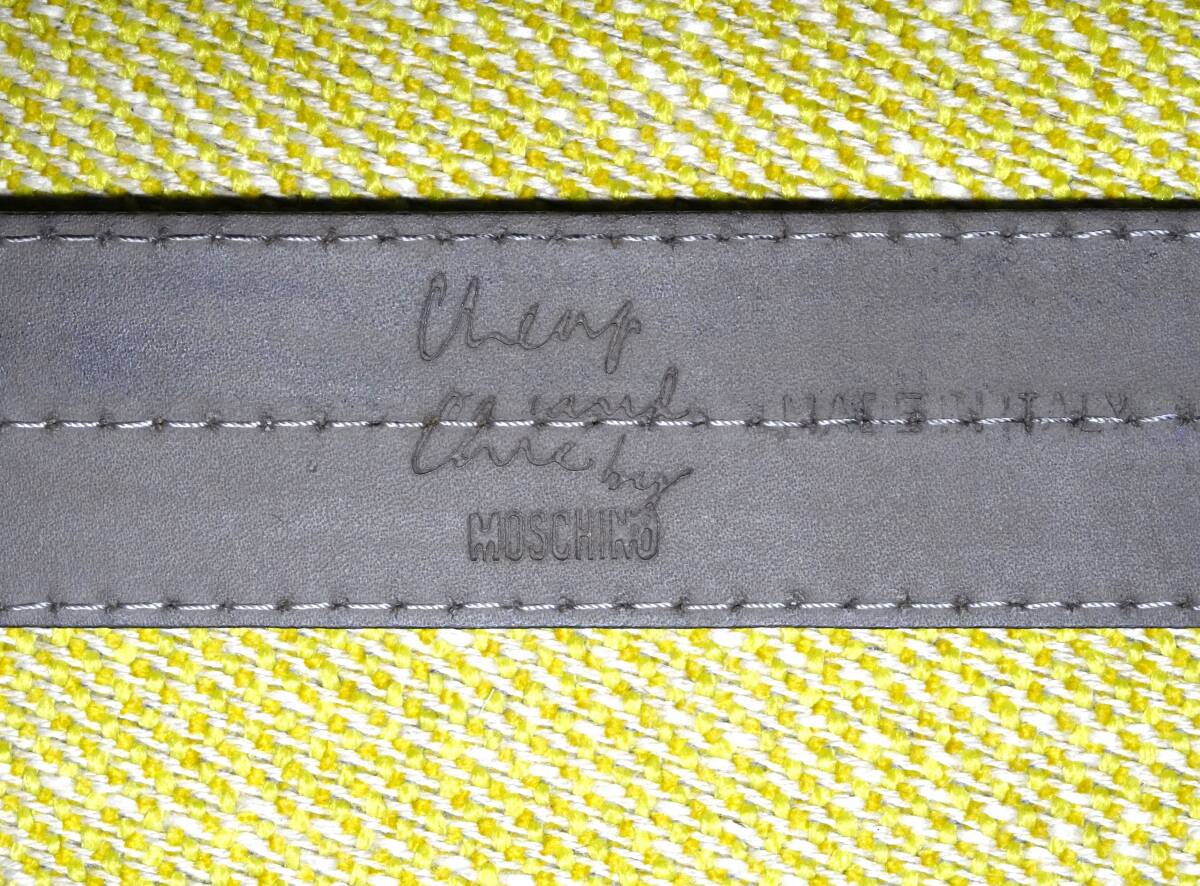 Cheap
and
Chic by
MOSCHINO
MADE IN ITALY